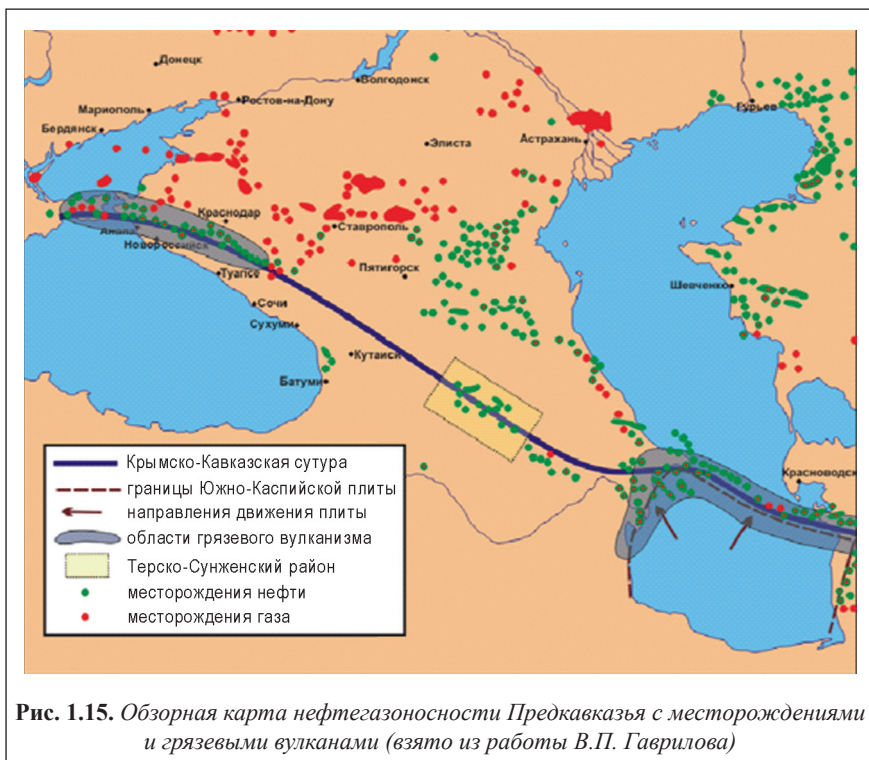 Донецк
Волгодонск
Мариополь
Ростов-на-Дону
Гурьев
Бердянск
Элиста
Астрахань
Краснодар
Анапа
Новороссийск
Ставрополь
Туапсе
Пятигорск
Шевченко
Сочи
Сухуми
Кутаиси
Батуми
Красноводск
Крымско-Кавказская сутура
границы Южно-Каспийской плиты
направления движения плиты
области грязевого вулканизма
Терско-Сунженский район
месторождения нефти
месторождения газа
Рис. 1.15. Обзорная карта нефтегазоносности Предкавказья с месторождениями
и грязевыми вулканами (взято из работы В.П. Гаврилова)